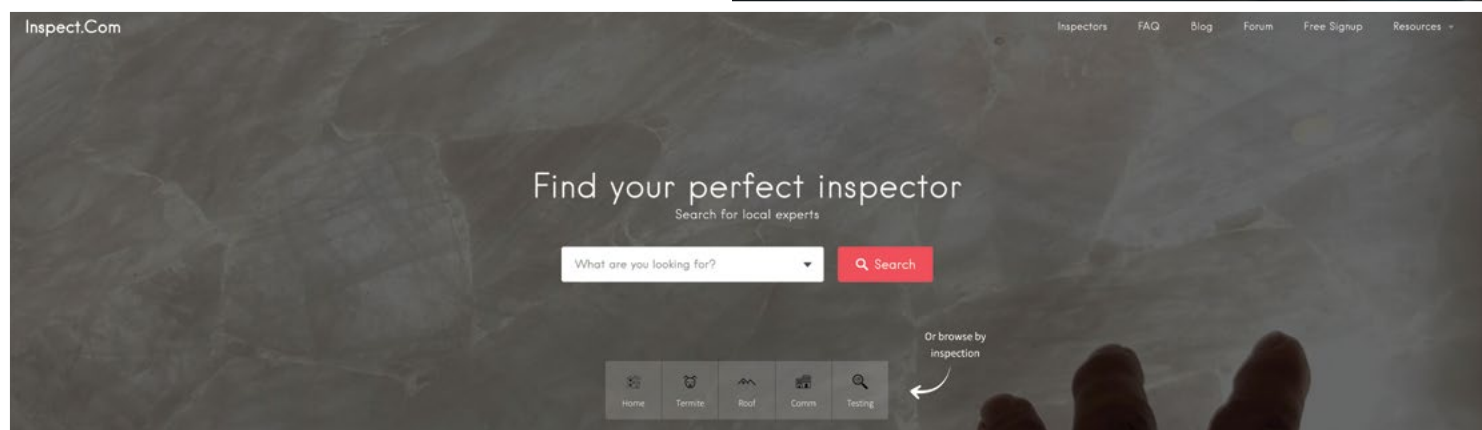 Inspect.Com
Inspectors FAQ Blog Forum Free Signup Resources
Find your perfect inspector
Search for local experts
What are you looking for? Search
Or browse by
inspection
Home Termite Roof Comm Testing